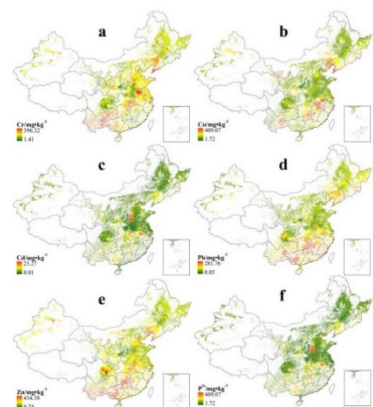 a
b
Cr/mg•kg⁻¹
396.32
1.41
Cu/mg•kg⁻¹
409.07
1.72
c
d
Cd/mg•kg⁻¹
0.01
Pb/mg•kg⁻¹
0.85
e
f
Zn/mg•kg⁻¹
454.38
409.07
1.72